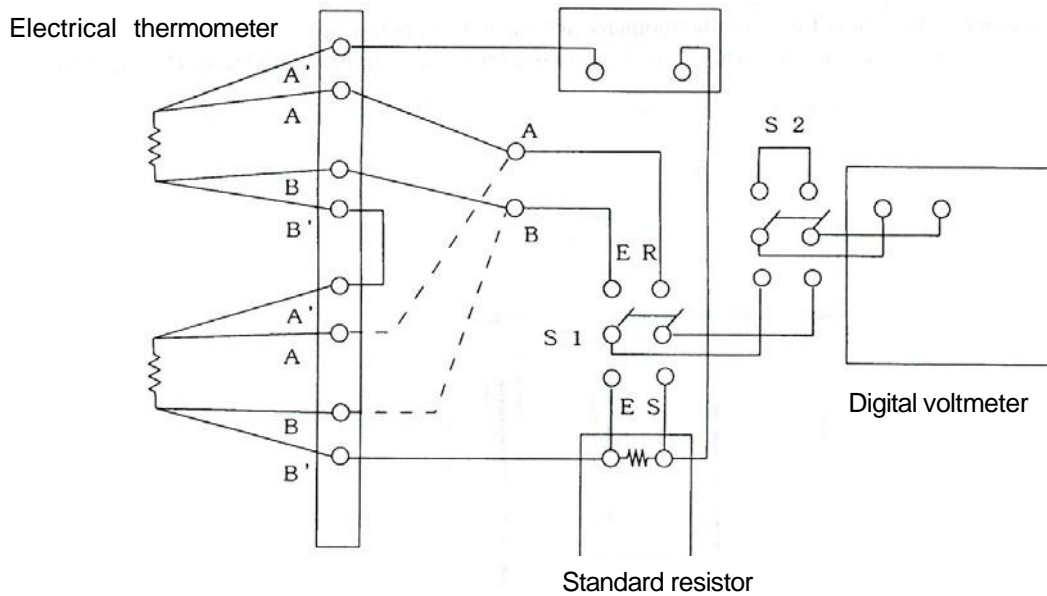 Electrical thermometer
A'
A
A
S 2
B
B'
B
E R
A'
A
S 1
B
E S
Digital voltmeter
B'
Standard resistor